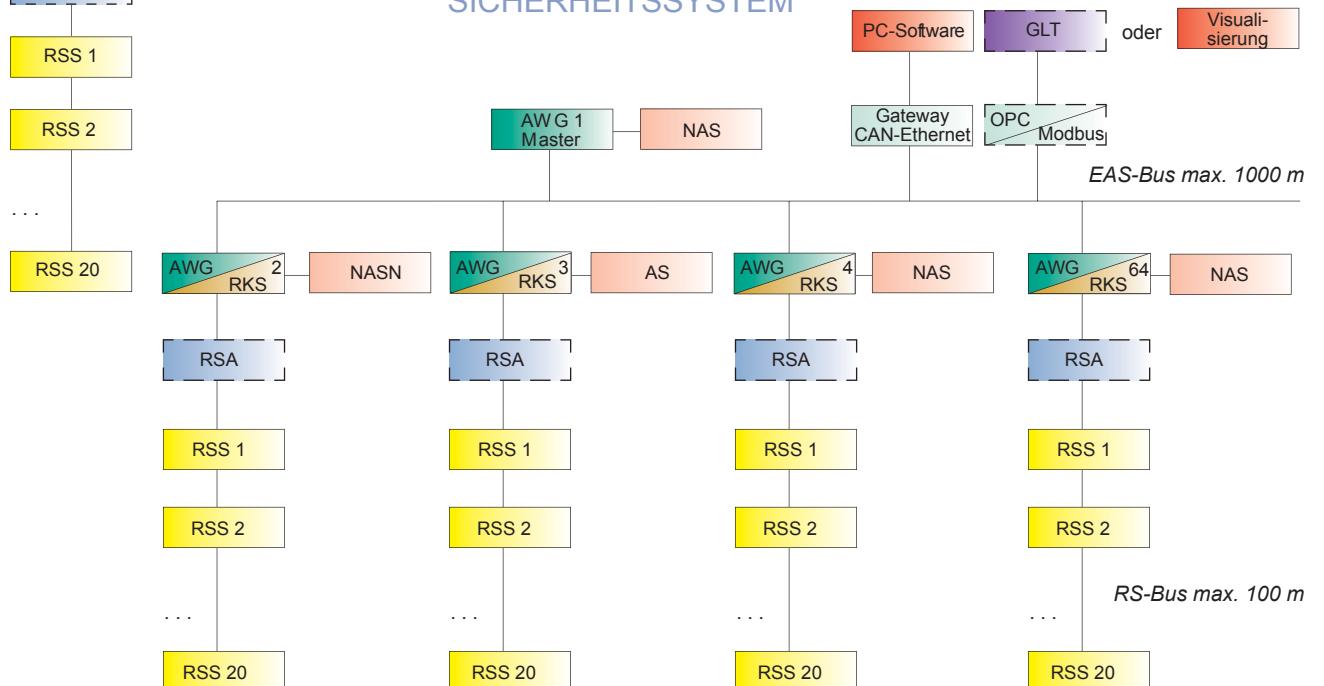 SICHERHEITSSYSTEM
RSS 1
RSS 2
. . .
RSS 20
PC-Software
GLT
oder
Visuali-
sierung
AWG 1
Master
NAS
Gateway
CAN-Ethernet
OPC
Modbus
EAS-Bus max. 1000 m
AWG 2
RKS
NASN
AWG 3
RKS
AS
AWG 4
RKS
NAS
AWG 64
RKS
NAS
RSA
RSA
RSA
RSA
RSS 1
RSS 1
RSS 1
RSS 1
RSS 2
RSS 2
RSS 2
RSS 2
RS-Bus max. 100 m
. . .
. . .
. . .
. . .
RSS 20
RSS 20
RSS 20
RSS 20